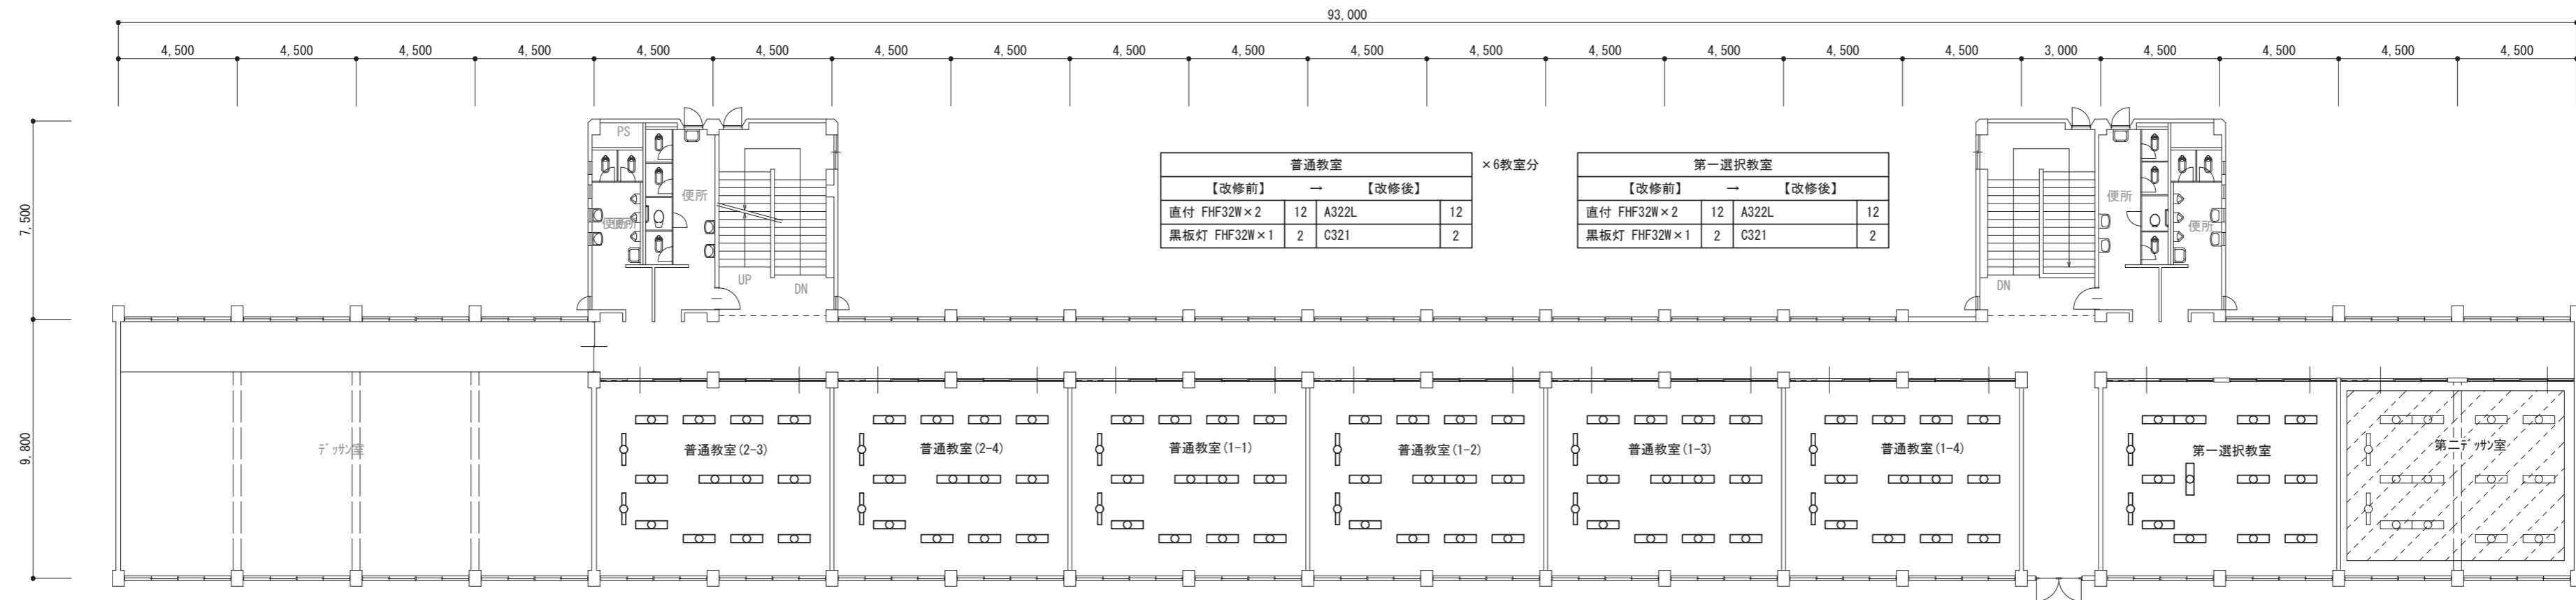 93,000
4,500 4,500 4,500 4,500 4,500 4,500 4,500 4,500 4,500 4,500 4,500 4,500 4,500 4,500 4,500 4,500 3,000 4,500 4,500 4,500 4,500
7,500
9,800
PS
便所
便所
UP
DN
普通教室
×6教室分
【改修前】 → 【改修後】
直付 FHF32W×2 12 A322L 12
黒板灯 FHF32W×1 2 C321 2
第一選択教室
【改修前】 → 【改修後】
直付 FHF32W×2 12 A322L 12
黒板灯 FHF32W×1 2 C321 2
便所
便所
DN
デッサン室
普通教室(2-3)
普通教室(2-4)
普通教室(1-1)
普通教室(1-2)
普通教室(1-3)
普通教室(1-4)
第一選択教室
第二デッサン室